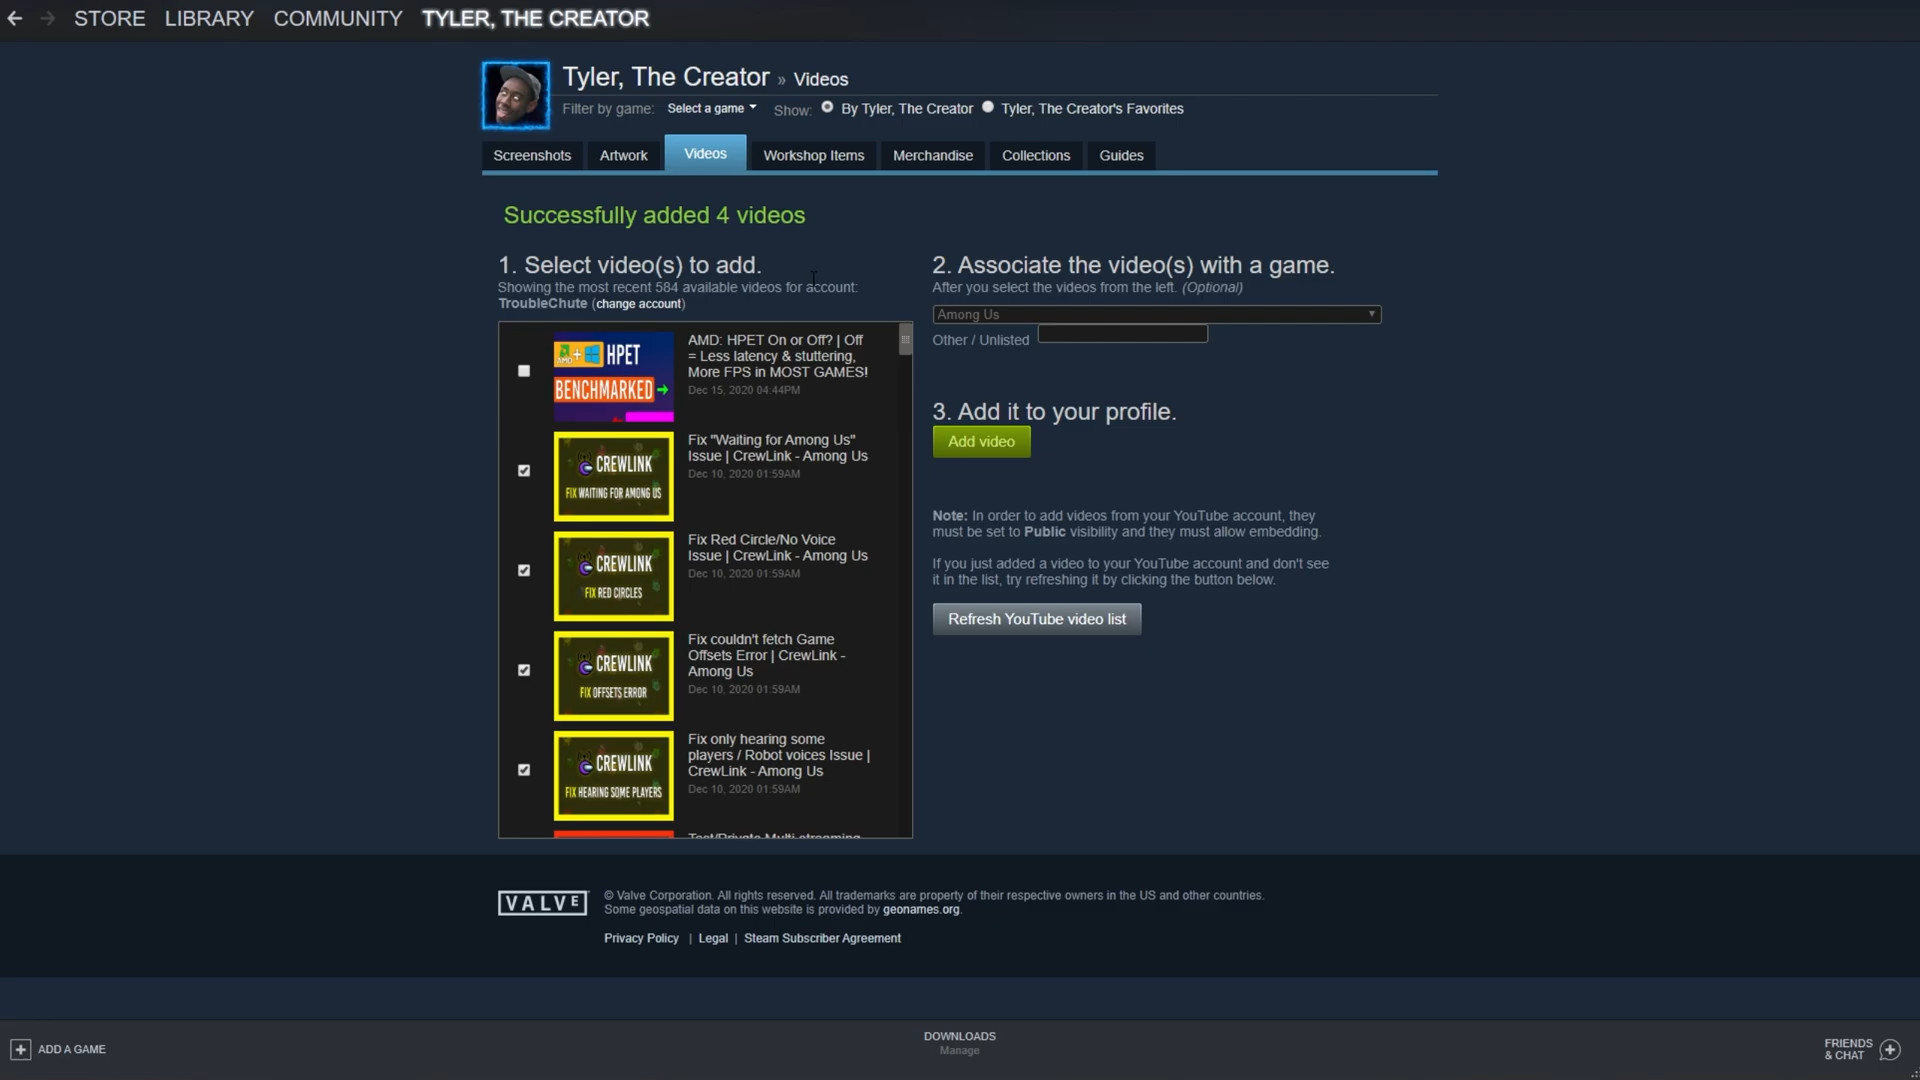 STORE LIBRARY COMMUNITY TYLER, THE CREATOR
Tyler, The Creator » Videos
Filter by game: Select a game Show: By Tyler, The Creator Tyler, The Creator's Favorites
Screenshots Artwork Videos Workshop Items Merchandise Collections Guides
Successfully added 4 videos
1. Select video(s) to add.
Showing the most recent 584 available videos for account:
TroubleChute (change account)
AMD + HPET
BENCHMARKED
AMD: HPET On or Off? | Off
= Less latency & stuttering,
More FPS in MOST GAMES!
Dec 15, 2020 04:44PM
CREWLINK
FIX WAITING FOR AMONG US
Fix "Waiting for Among Us"
Issue | CrewLink - Among Us
Dec 10, 2020 01:59AM
CREWLINK
FIX RED CIRCLES
Fix Red Circle/No Voice
Issue | CrewLink - Among Us
Dec 10, 2020 01:59AM
CREWLINK
FIX OFFSETS ERROR
Fix couldn't fetch Game
Offsets Error | CrewLink -
Among Us
Dec 10, 2020 01:59AM
CREWLINK
FIX HEARING SOME PLAYERS
Fix only hearing some
players / Robot voices Issue |
CrewLink - Among Us
Dec 10, 2020 01:59AM
Test/Private Multi-streaming
2. Associate the video(s) with a game.
After you select the videos from the left. (Optional)
Among Us
Other / Unlisted
3. Add it to your profile.
Add video
Note: In order to add videos from your YouTube account, they
must be set to Public visibility and they must allow embedding.
If you just added a video to your YouTube account and don't see
it in the list, try refreshing it by clicking the button below.
Refresh YouTube video list
VALVE
© Valve Corporation. All rights reserved. All trademarks are property of their respective owners in the US and other countries.
Some geospatial data on this website is provided by geonames.org.
Privacy Policy | Legal | Steam Subscriber Agreement
ADD A GAME
DOWNLOADS
Manage
FRIENDS
& CHAT